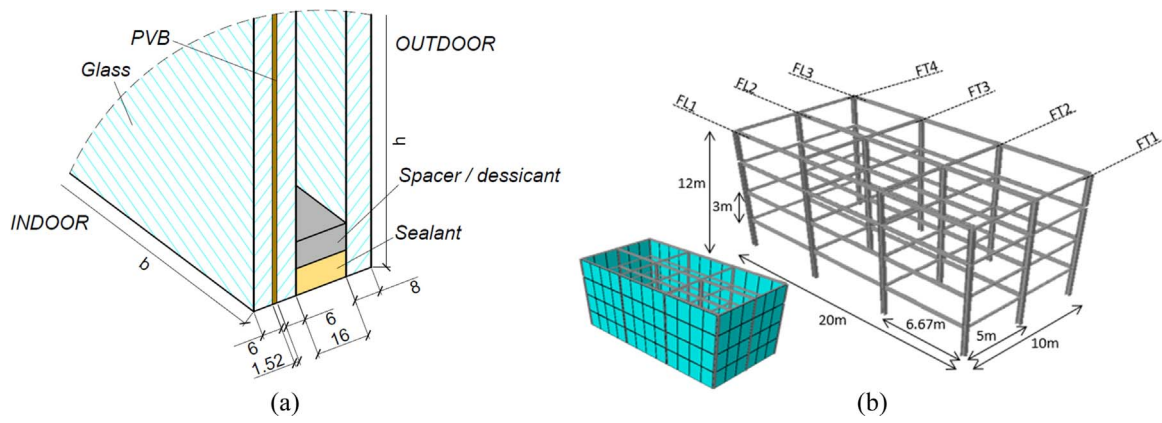 PVB
OUTDOOR
Glass
h
Spacer / dessicant
INDOOR
Sealant
b
8
6
6
16
1.52
(a)
FL3
FT4
FL2
FT3
FL1
FT2
FT1
12m
3m
20m
6.67m
5m
10m
(b)